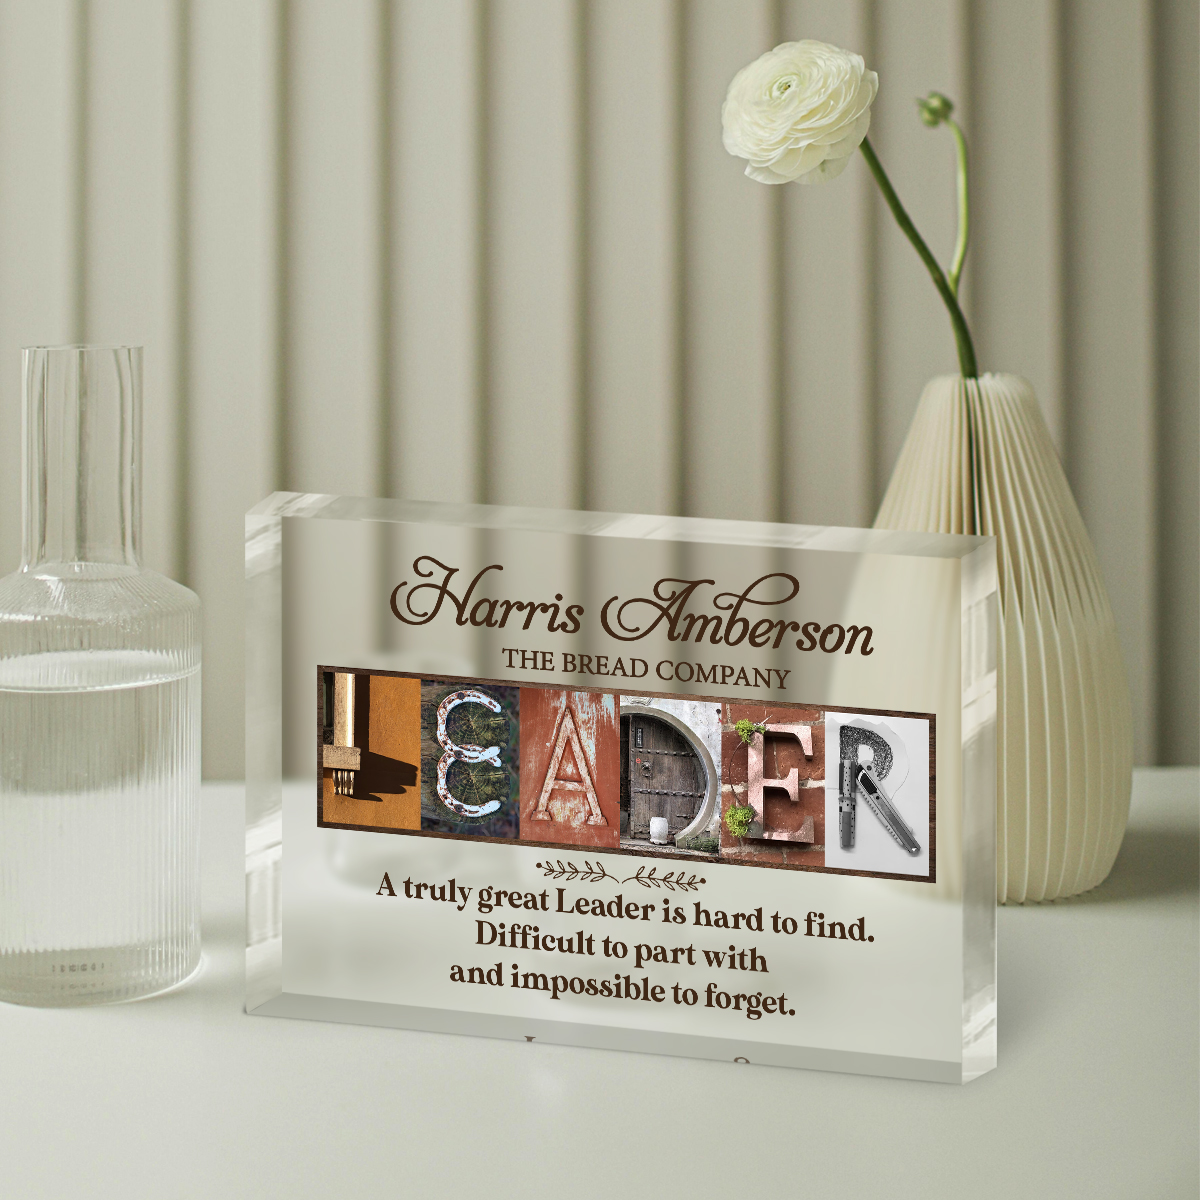 Harris Amberson
THE BREAD COMPANY
LEADER
A truly great Leader is hard to find.
Difficult to part with
and impossible to forget.